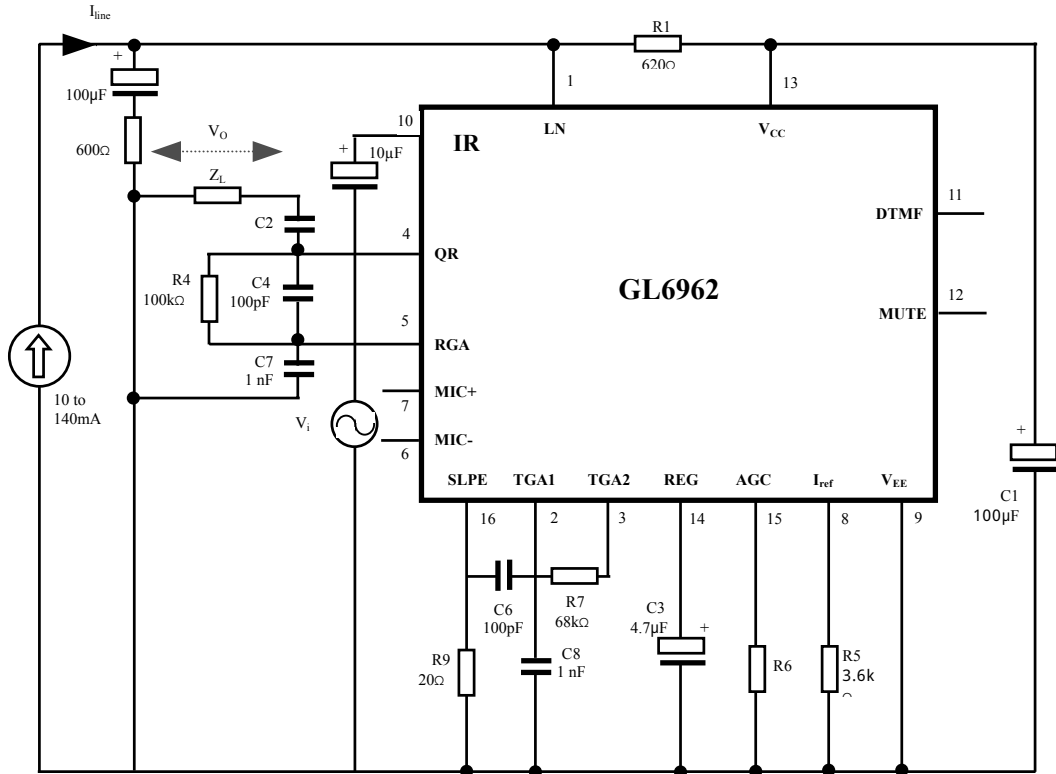 I line
R1
620Ω
+
100µF
1
13
LN
VCC
600Ω
VO
10
+
10µF
IR
ZL
11
DTMF
C2
4
QR
R4
100kΩ
C4
100pF
GL6962
12
MUTE
5
RGA
C7
1 nF
MIC+
7
10 to
140mA
Vi
MIC-
6
+
SLPE
TGA1
TGA2
REG
AGC
Iref
VEE
C1
100µF
16
2
3
14
15
8
9
C6
100pF
R7
68kΩ
C3
4.7µF
+
R9
20Ω
C8
1 nF
R6
R5
3.6k
Ω